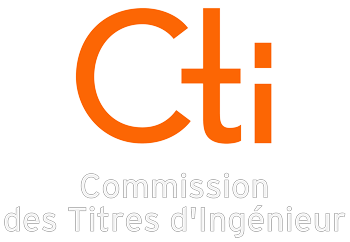 Cti
Commission
des Titres d'Ingénieur